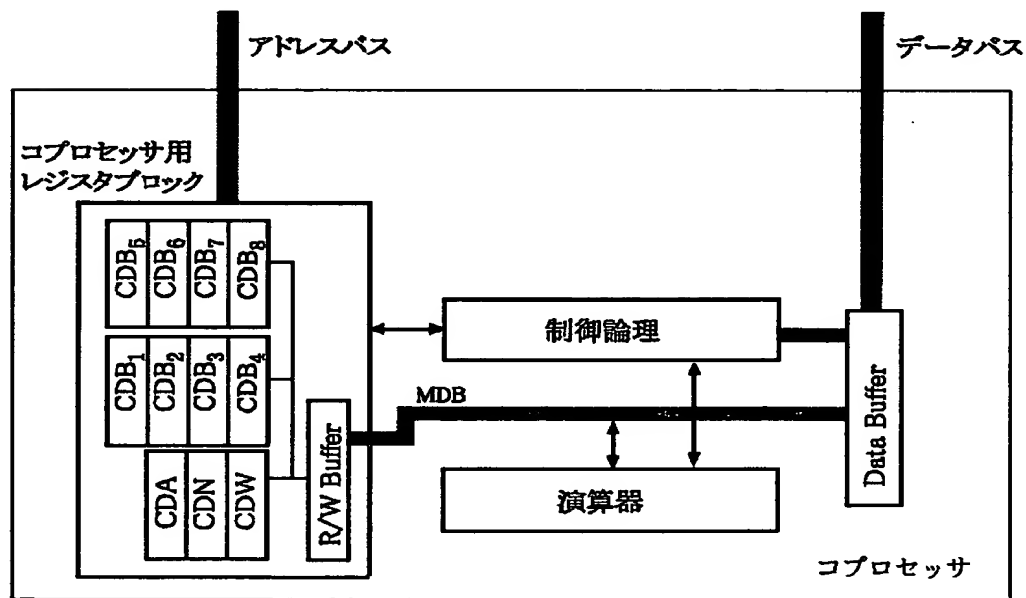 アドレスバス
データバス
コプロセッサ用
レジスタブロック
CDB5
CDB6
CDB7
CDB8
CDB1
CDB2
CDB3
CDB4
CDA
CDN
CDW
R/W Buffer
MDB
制御論理
演算器
Data Buffer
コプロセッサ